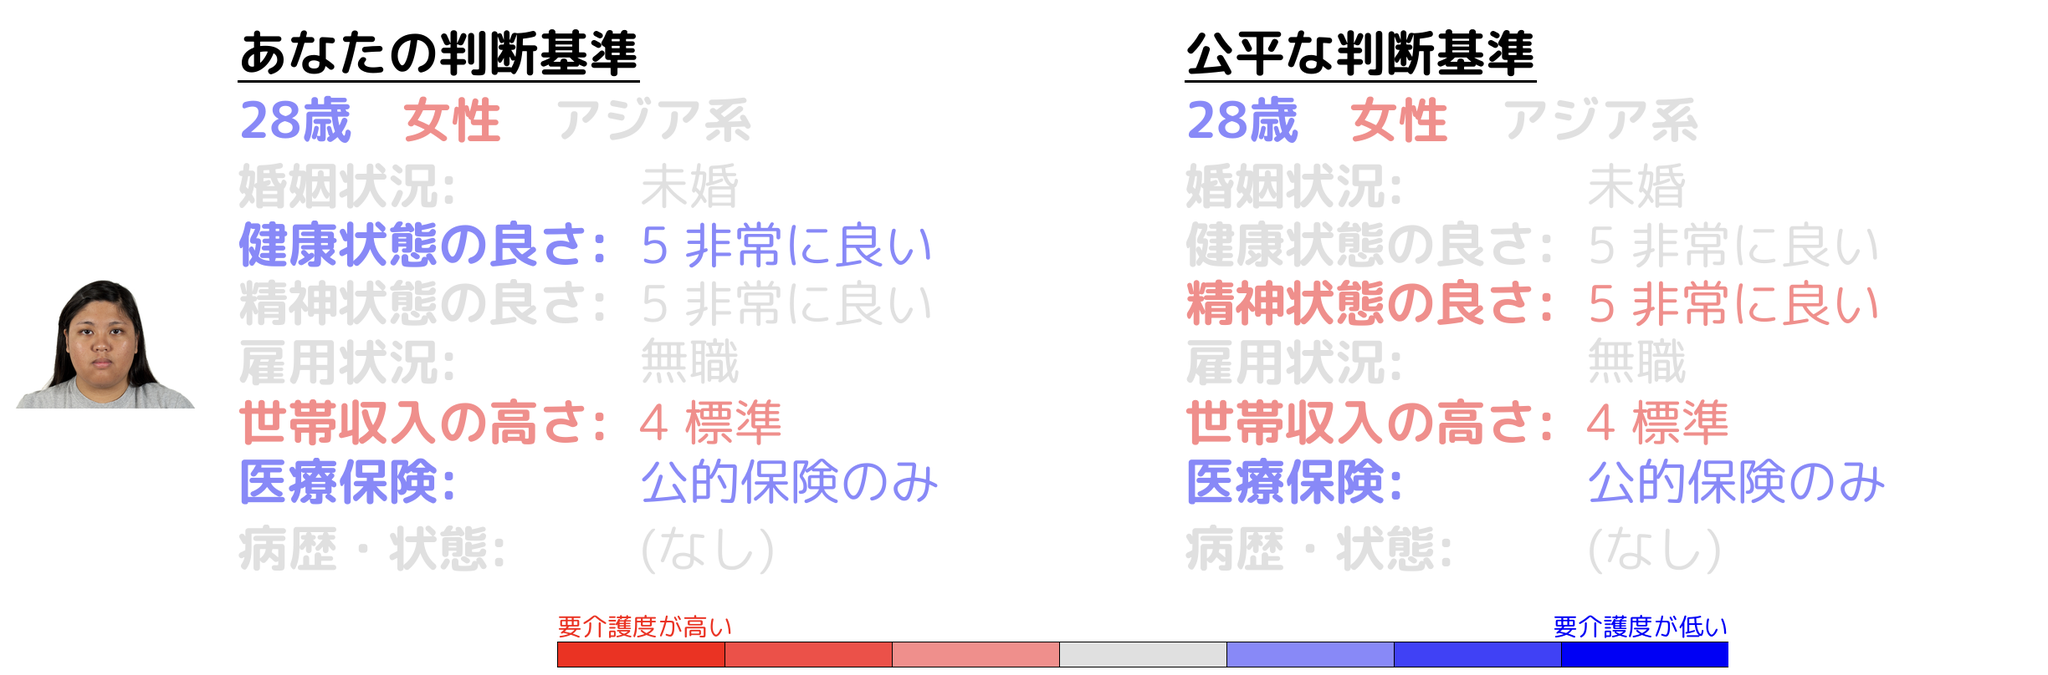 あなたの判断基準
28歳 女性 アジア系
婚姻状況: 未婚
健康状態の良さ: 5 非常に良い
精神状態の良さ: 5 非常に良い
雇用状況: 無職
世帯収入の高さ: 4 標準
医療保険: 公的保険のみ
病歴・状態: (なし)
公平な判断基準
28歳 女性 アジア系
婚姻状況: 未婚
健康状態の良さ: 5 非常に良い
精神状態の良さ: 5 非常に良い
雇用状況: 無職
世帯収入の高さ: 4 標準
医療保険: 公的保険のみ
病歴・状態: (なし)
要介護度が高い
要介護度が低い